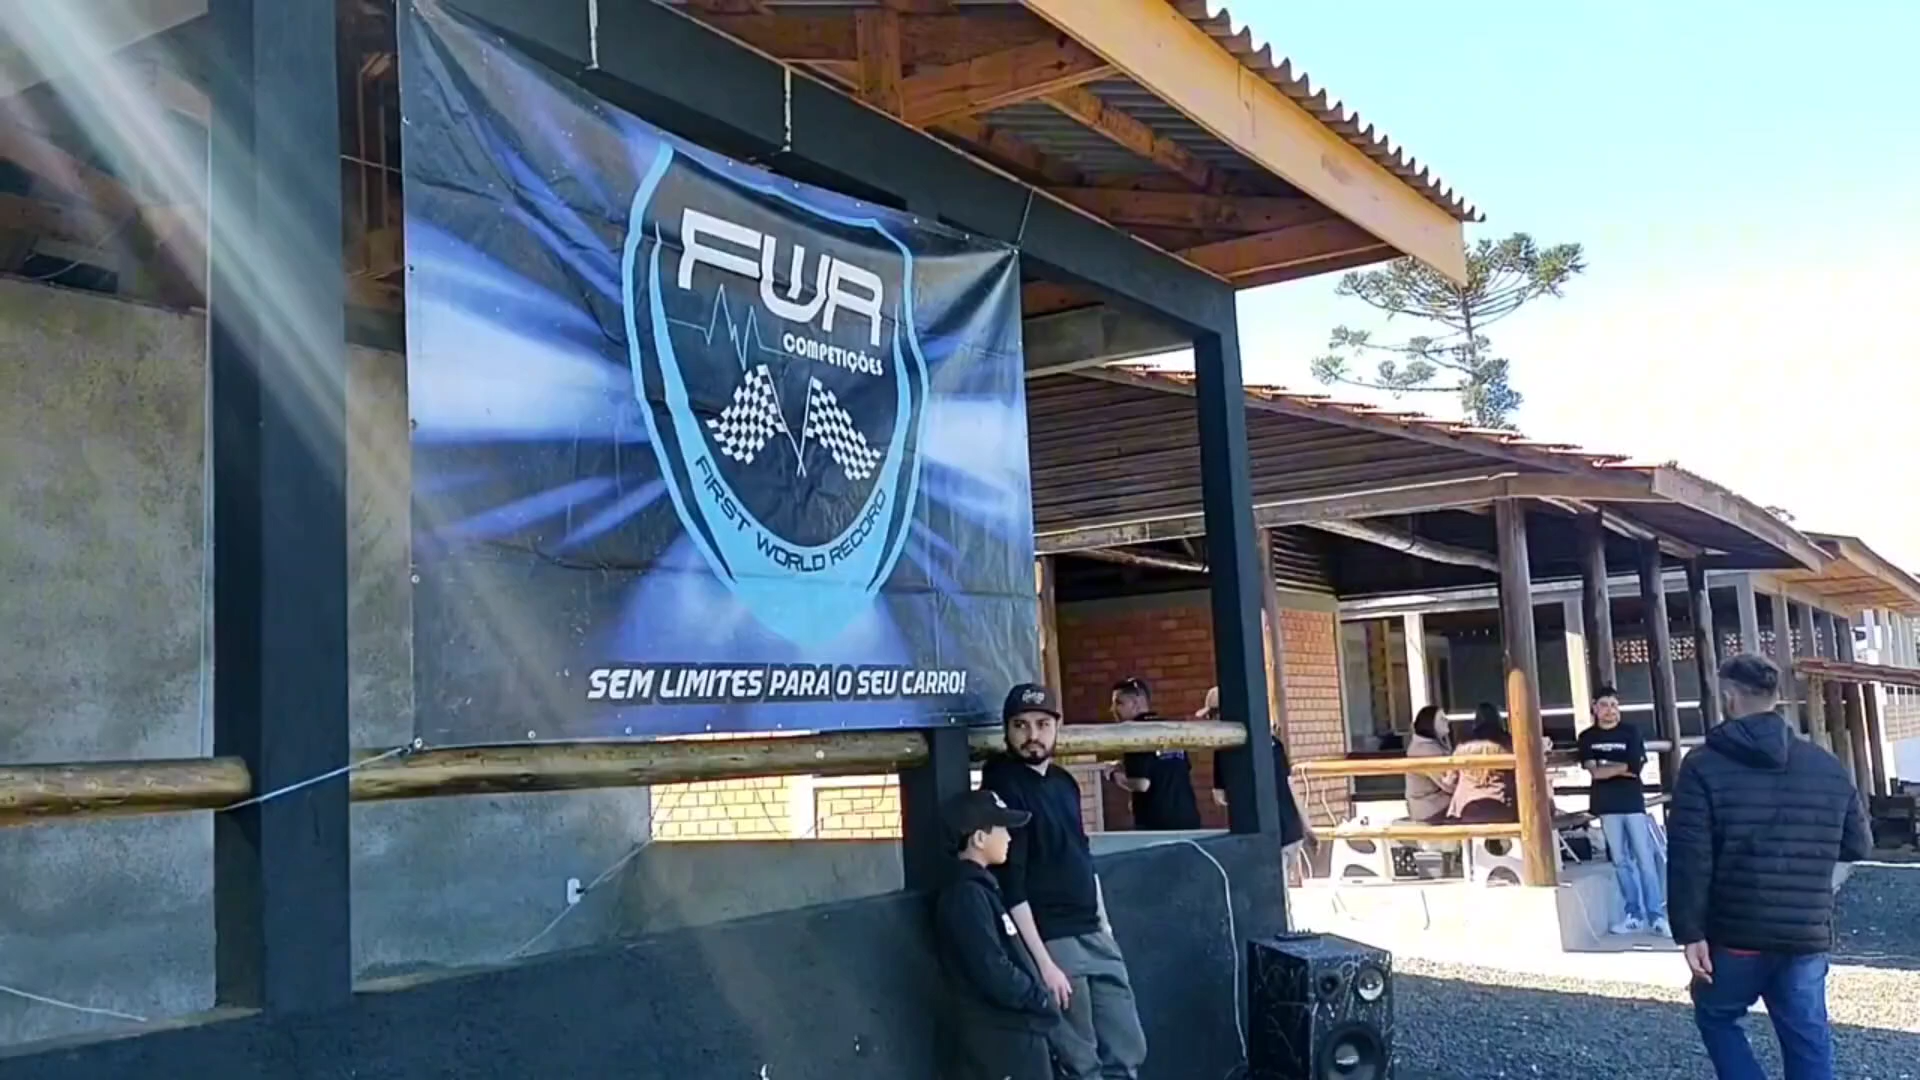 FWR
COMPETIÇÕES
FIRST WORLD RECORD
SEM LIMITES PARA O SEU CARRO!